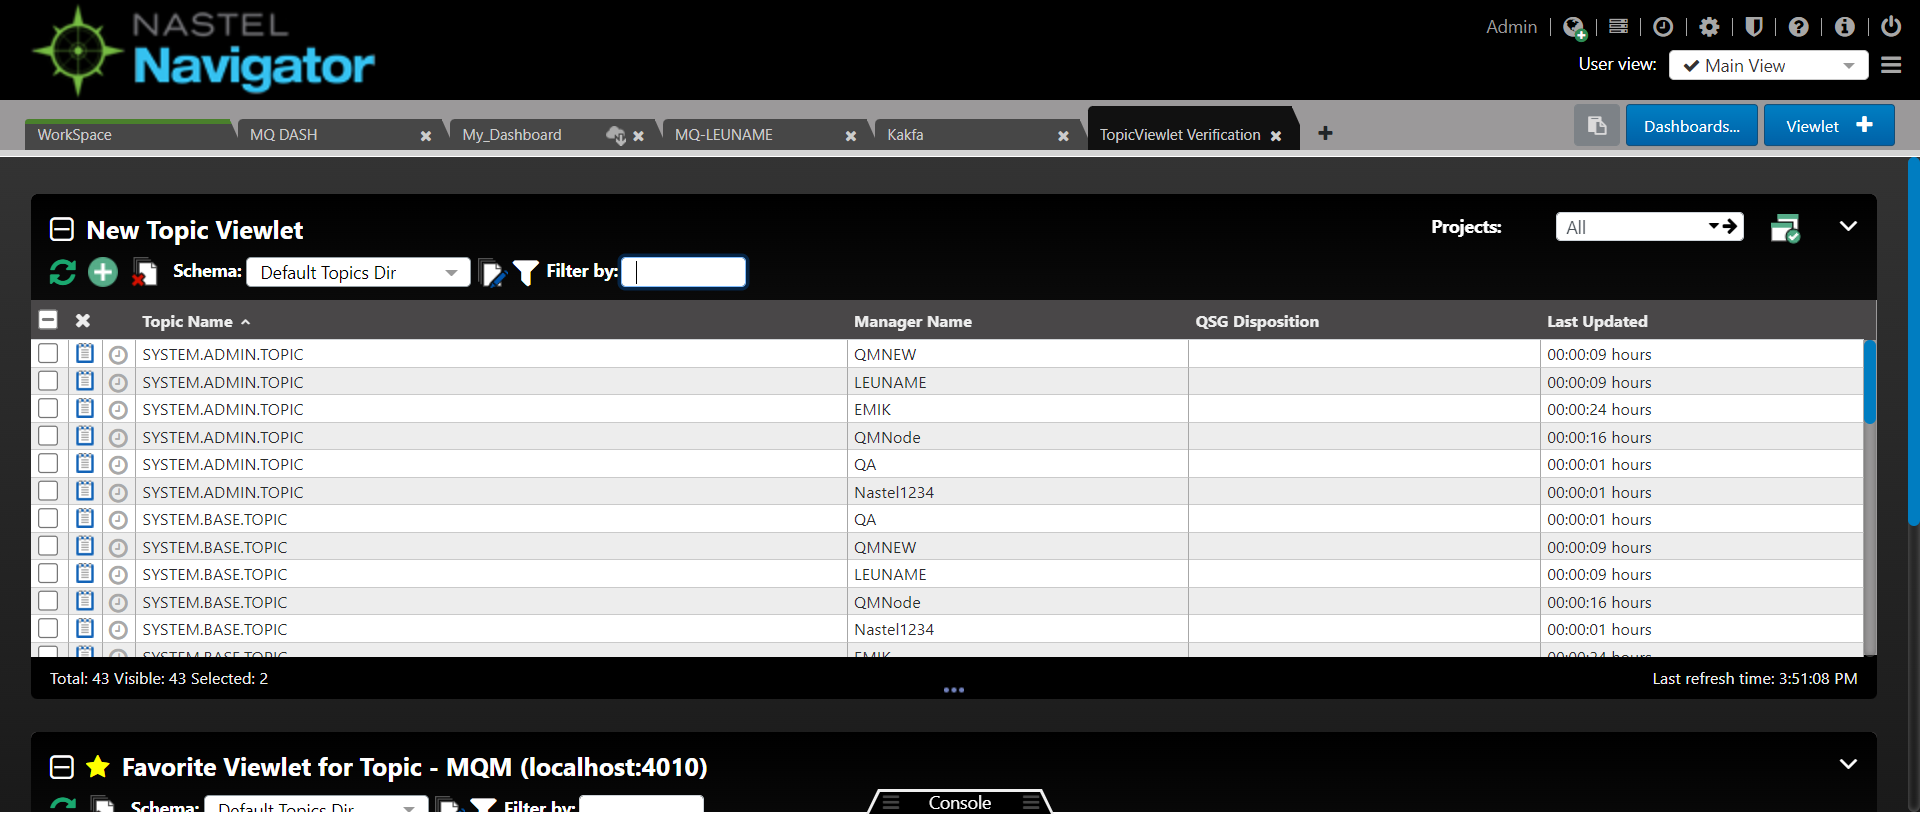 NASTEL
Navigator
Admin
User view: Main View
WorkSpace MQ DASH My_Dashboard MQ-LEUNAME Kakfa TopicViewlet Verification Dashboards... Viewlet
New Topic Viewlet Projects: All
Schema: Default Topics Dir Filter by:
Topic Name Manager Name QSG Disposition Last Updated
SYSTEM.ADMIN.TOPIC QMNEW 00:00:09 hours
SYSTEM.ADMIN.TOPIC LEUNAME 00:00:09 hours
SYSTEM.ADMIN.TOPIC EMIK 00:00:24 hours
SYSTEM.ADMIN.TOPIC QMNode 00:00:16 hours
SYSTEM.ADMIN.TOPIC QA 00:00:01 hours
SYSTEM.ADMIN.TOPIC Nastel1234 00:00:01 hours
SYSTEM.BASE.TOPIC QA 00:00:01 hours
SYSTEM.BASE.TOPIC QMNEW 00:00:09 hours
SYSTEM.BASE.TOPIC LEUNAME 00:00:09 hours
SYSTEM.BASE.TOPIC QMNode 00:00:16 hours
SYSTEM.BASE.TOPIC Nastel1234 00:00:01 hours
SYSTEM.BASE.TOPIC EMIK 00:00:24 hours
Total: 43 Visible: 43 Selected: 2 Last refresh time: 3:51:08 PM
Favorite Viewlet for Topic - MQM (localhost:4010)
Schema: Default Topics Dir Filter by:
Console